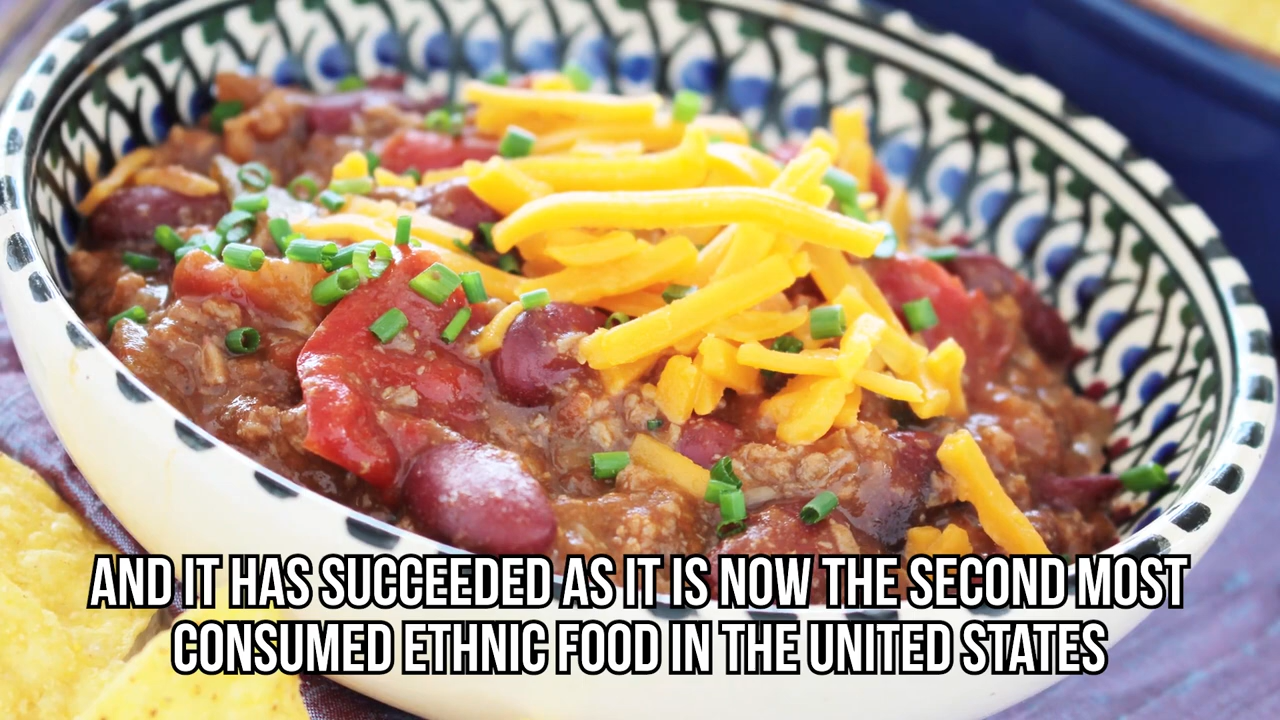 AND IT HAS SUCCEEDED AS IT IS NOW THE SECOND MOST
CONSUMED ETHNIC FOOD IN THE UNITED STATES